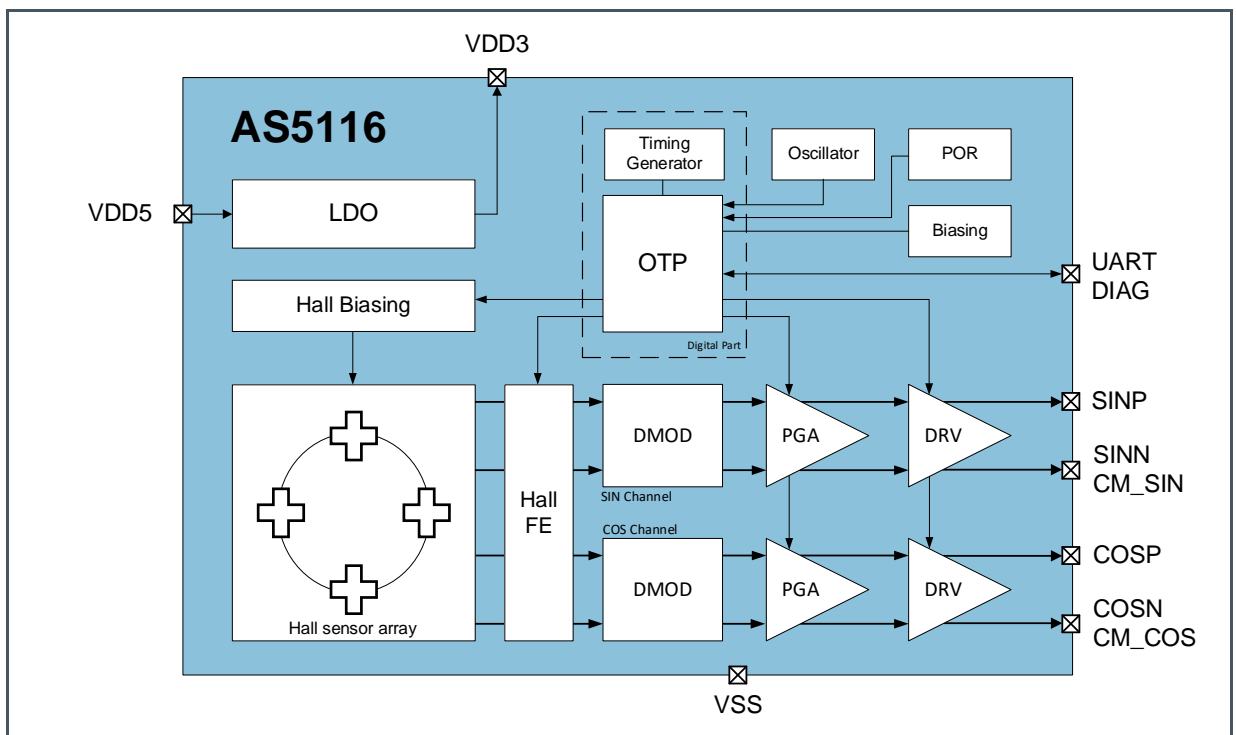 VDD3
AS5116
Timing
Generator
Oscillator
POR
VDD5
LDO
Biasing
OTP
UART
DIAG
Hall Biasing
Digital Part
SINP
DMOD
PGA
DRV
SINN
CM_SIN
SIN Channel
Hall
FE
COS Channel
COSP
DMOD
PGA
DRV
COSN
CM_COS
Hall sensor array
VSS